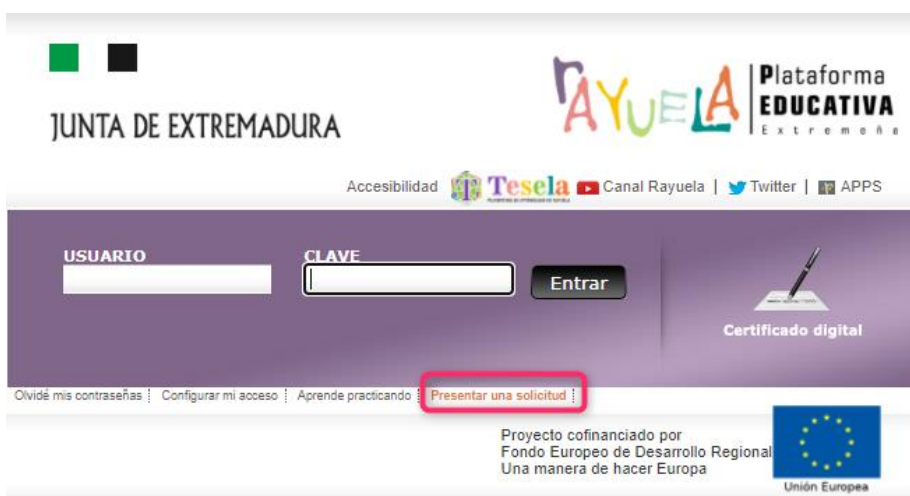 JUNTA DE EXTREMADURA
RAYUELA
Plataforma
EDUCATIVA
Extremeña
Accesibilidad Tesela Canal Rayuela | Twitter | APPS
USUARIO CLAVE
Entrar
Certificado digital
Olvidé mis contraseñas Configurar mi acceso Aprende practicando Presentar una solicitud
Proyecto cofinanciado por
Fondo Europeo de Desarrollo Regional
Una manera de hacer Europa
Unión Europea